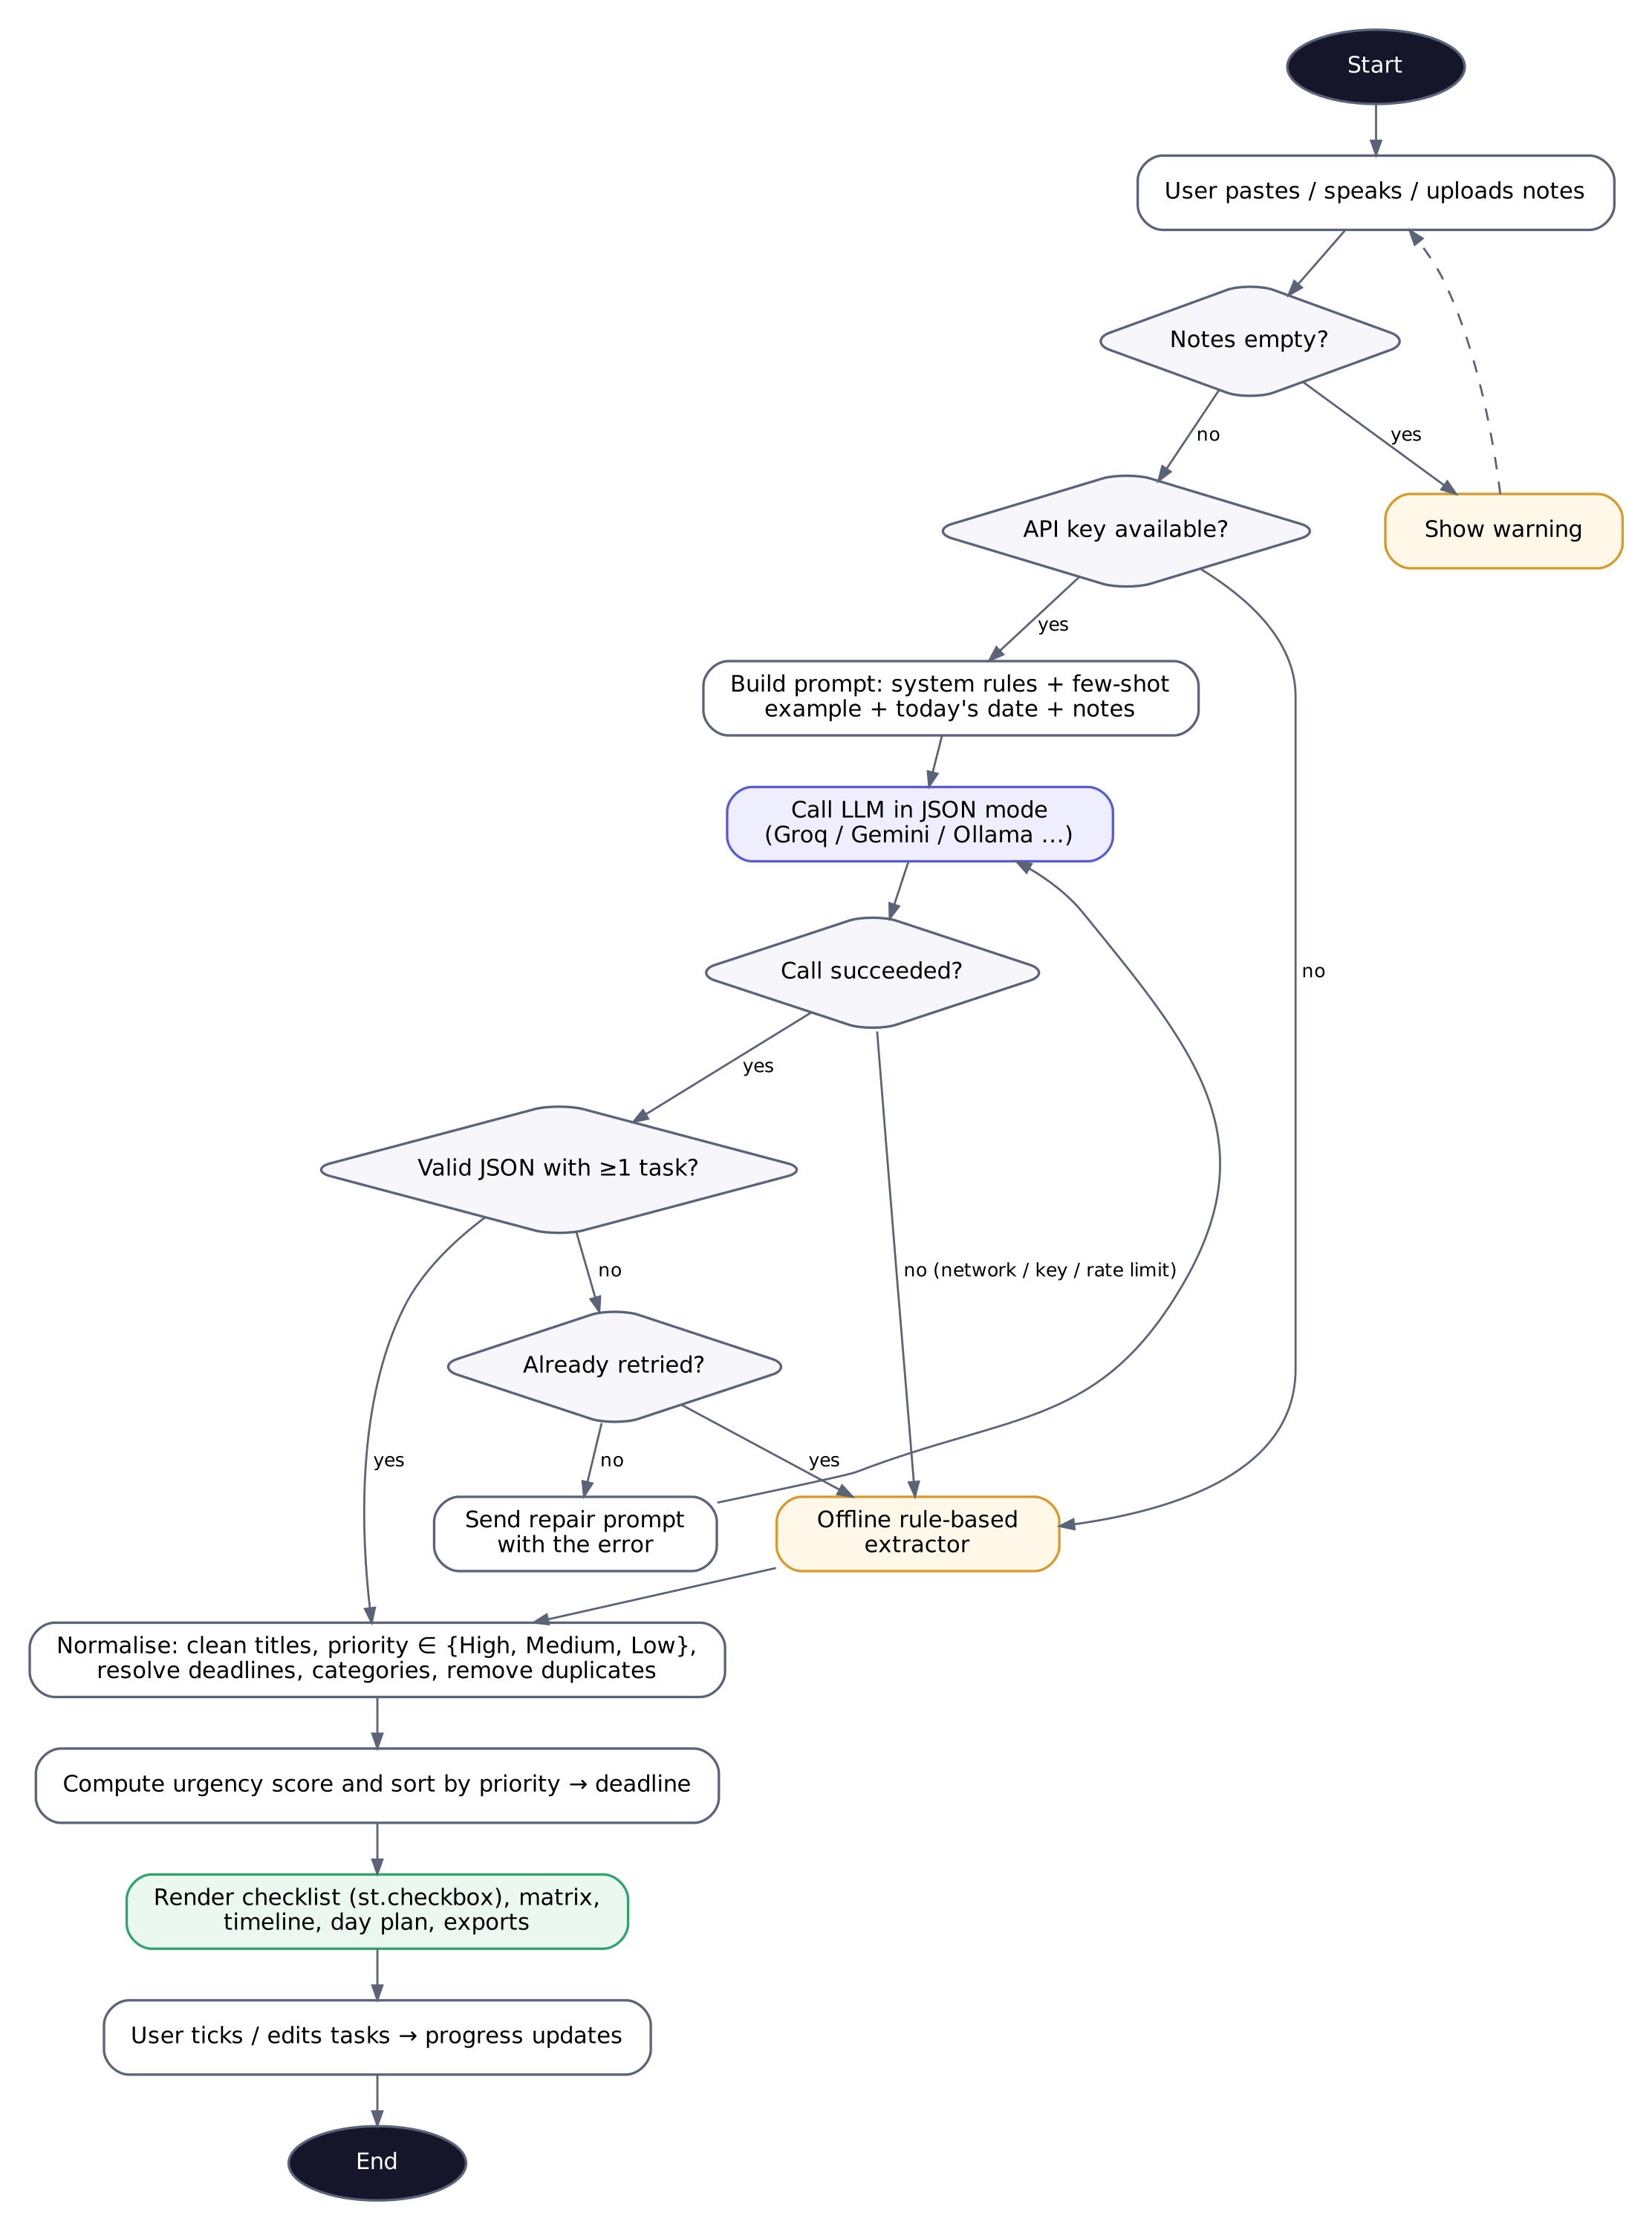 Start
User pastes / speaks / uploads notes
Notes empty?
no
yes
API key available?
Show warning
yes
Build prompt: system rules + few-shot
example + today's date + notes
Call LLM in JSON mode
(Groq / Gemini / Ollama ...)
Call succeeded?
no
yes
Valid JSON with ≥1 task?
no
no (network / key / rate limit)
Already retried?
yes
no
yes
Send repair prompt
with the error
Offline rule-based
extractor
Normalise: clean titles, priority ∈ {High, Medium, Low},
resolve deadlines, categories, remove duplicates
Compute urgency score and sort by priority → deadline
Render checklist (st.checkbox), matrix,
timeline, day plan, exports
User ticks / edits tasks → progress updates
End